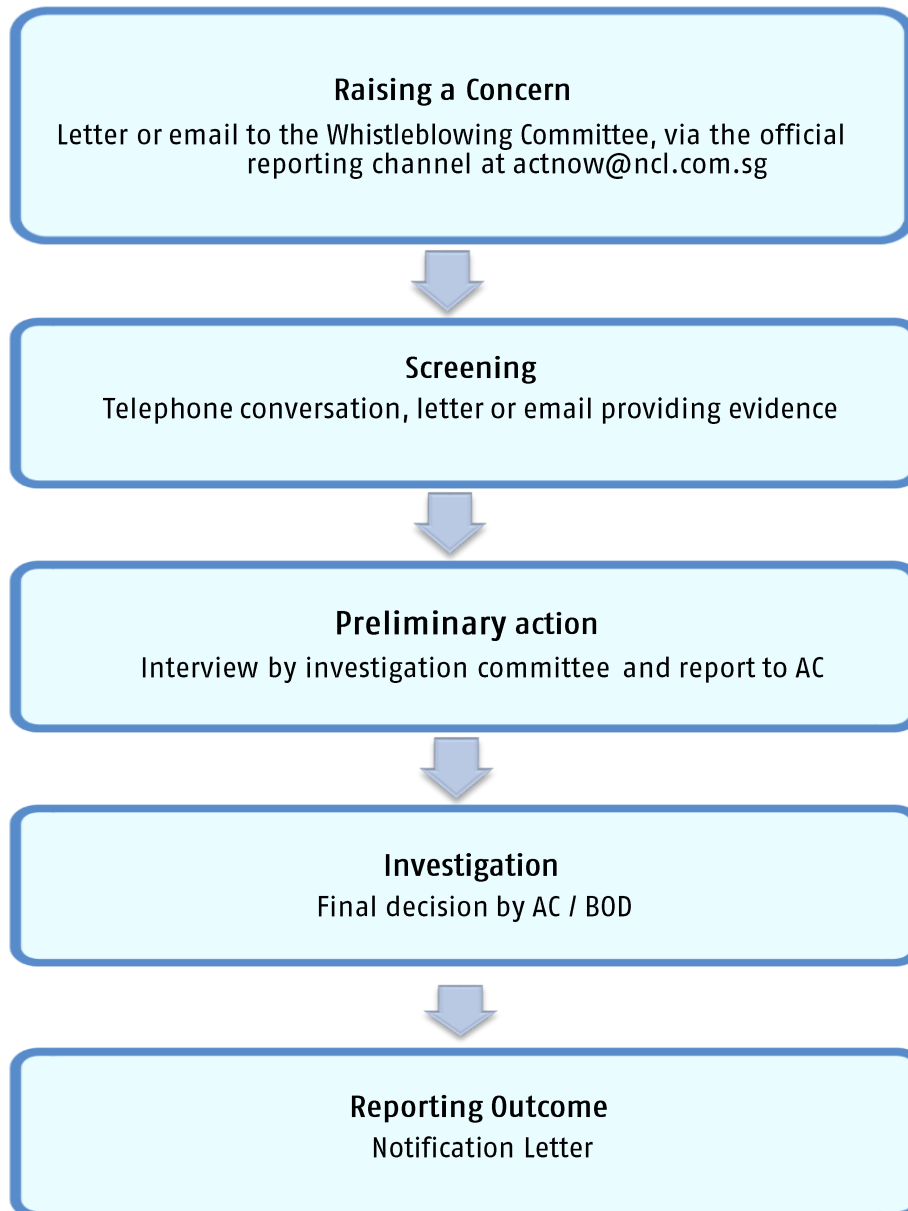 Raising a Concern
Letter or email to the Whistleblowing Committee, via the official
reporting channel at actnow@ncl.com.sg
Screening
Telephone conversation, letter or email providing evidence
Preliminary action
Interview by investigation committee and report to AC
Investigation
Final decision by AC / BOD
Reporting Outcome
Notification Letter